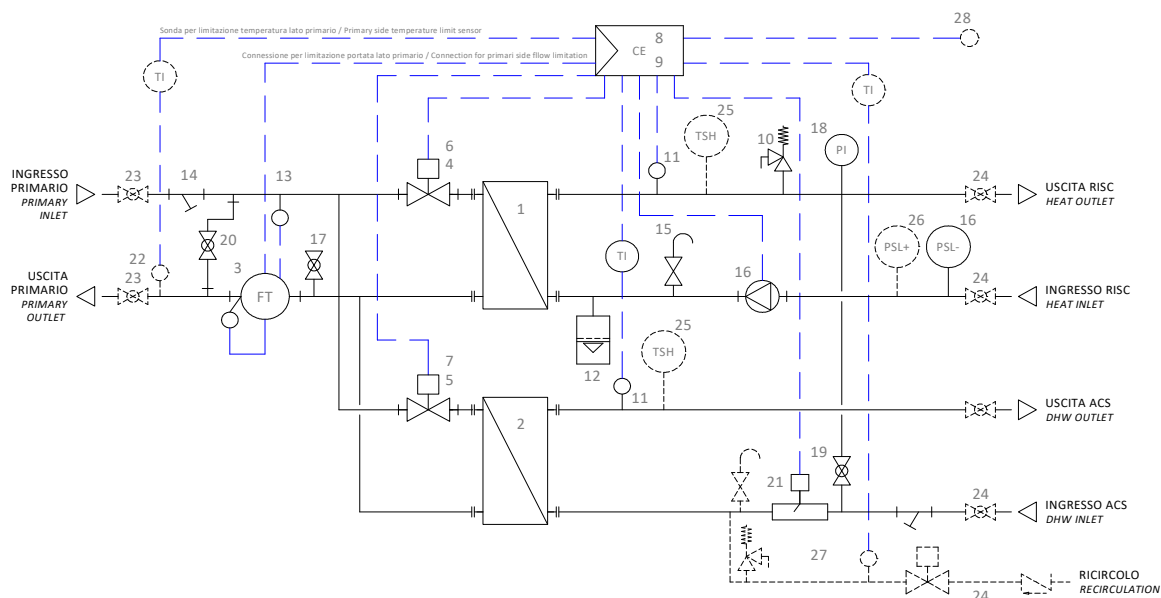 Sonda per limitazione temperatura lato primario / Primary side temperature limit sensor
Connessione per limitazione portata lato primario / Connection for primari side fflow limitation
CE
8
9
28
TI
TI
25
TSH
10
18
PI
6
4
11
INGRESSO
PRIMARIO
PRIMARY
INLET
23
14
13
1
24
USCITA RISC
HEAT OUTLET
20
17
15
TI
26
PSL+
16
PSL-
USCITA
PRIMARIO
PRIMARY
OUTLET
22
23
3
FT
16
24
INGRESSO RISC
HEAT INLET
12
25
TSH
7
5
11
2
24
USCITA ACS
DHW OUTLET
19
21
24
INGRESSO ACS
DHW INLET
27
24
RICIRCOLO
RECIRCULATION